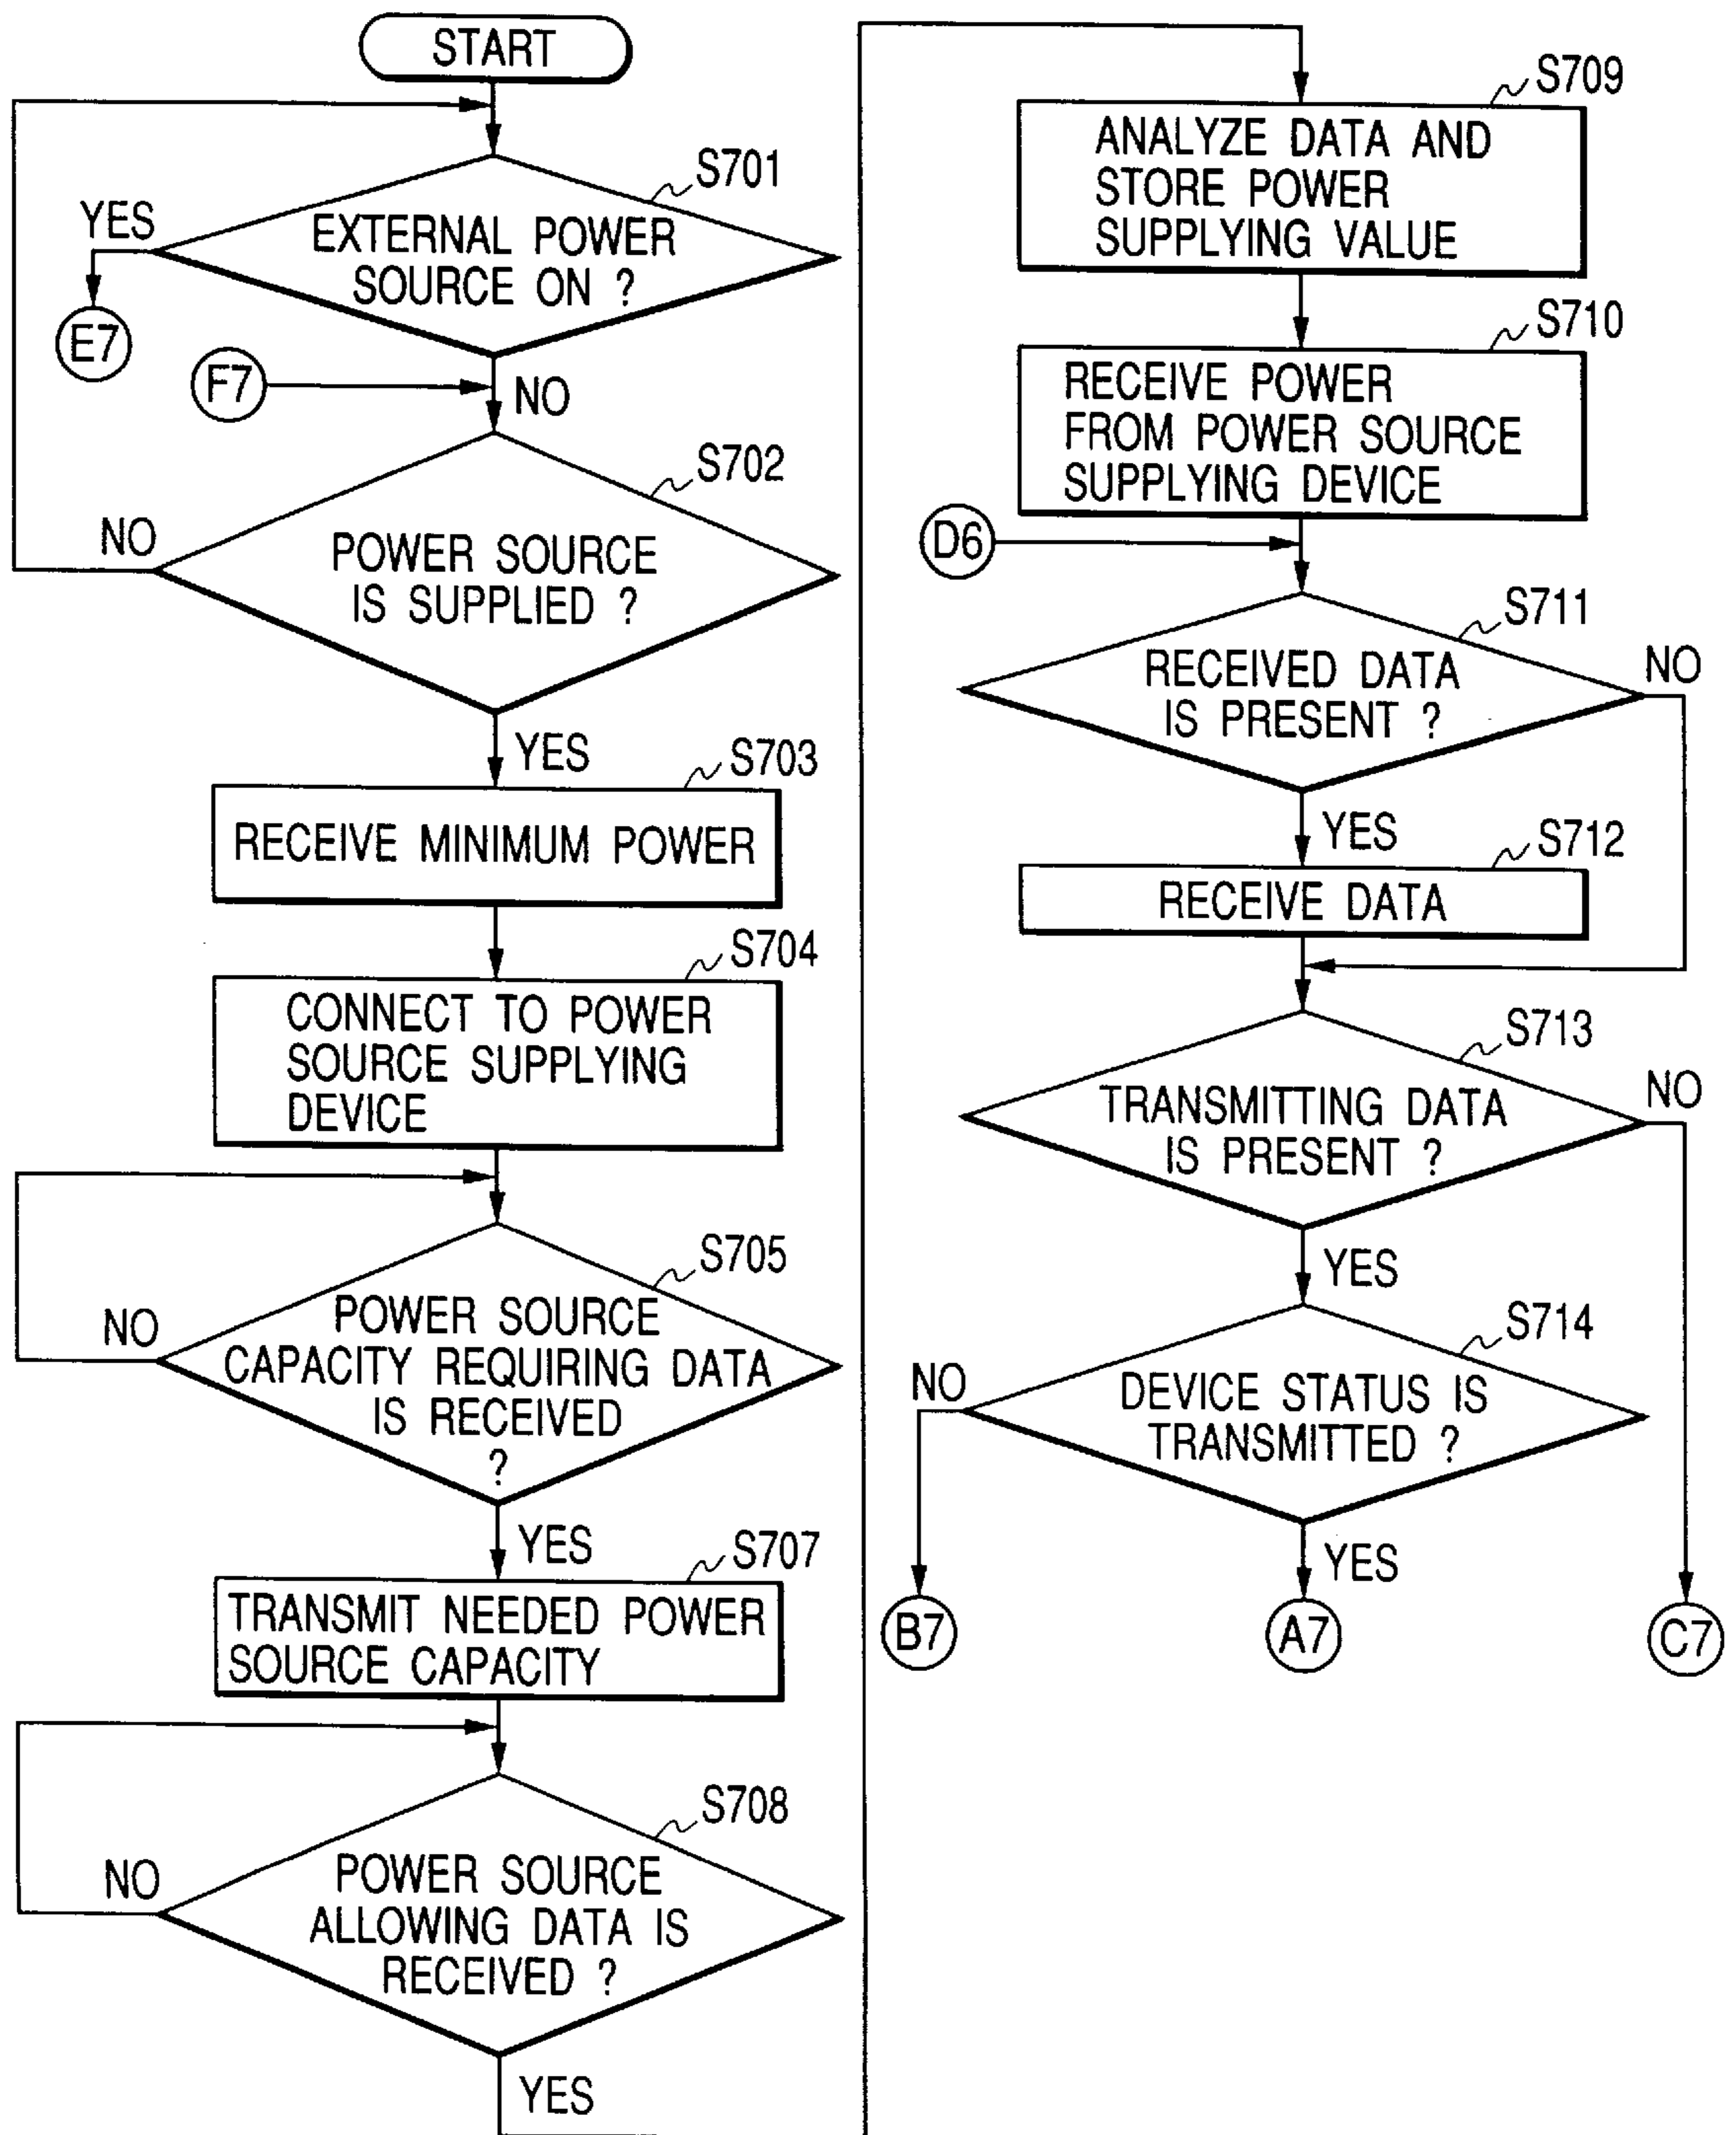 START
S701
YES
EXTERNAL POWER
SOURCE ON ?
E7
F7
NO
S702
NO
POWER SOURCE
IS SUPPLIED ?
YES
S703
RECEIVE MINIMUM POWER
S704
CONNECT TO POWER
SOURCE SUPPLYING
DEVICE
S705
NO
POWER SOURCE
CAPACITY REQUIRING DATA
IS RECEIVED
?
YES
S707
TRANSMIT NEEDED POWER
SOURCE CAPACITY
S708
NO
POWER SOURCE
ALLOWING DATA IS
RECEIVED ?
YES
S709
ANALYZE DATA AND
STORE POWER
SUPPLYING VALUE
S710
RECEIVE POWER
FROM POWER SOURCE
SUPPLYING DEVICE
D6
S711
RECEIVED DATA
IS PRESENT ?
NO
YES
S712
RECEIVE DATA
S713
TRANSMITTING DATA
IS PRESENT ?
NO
YES
S714
NO
DEVICE STATUS IS
TRANSMITTED ?
YES
B7
A7
C7